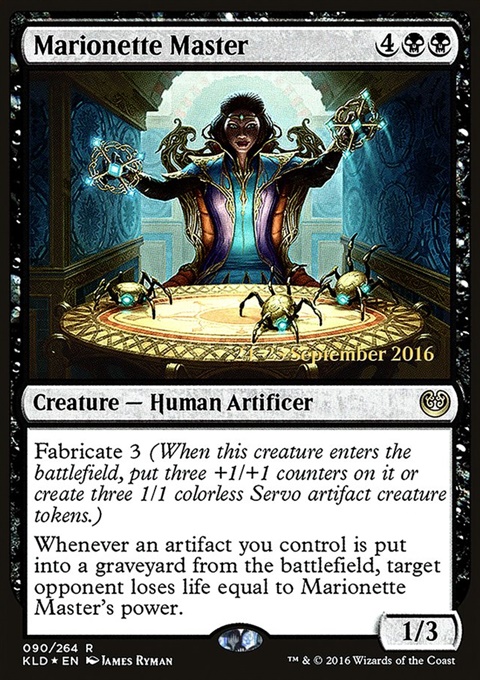 Marionette Master 4
24-25 September 2016
Creature — Human Artificer
Fabricate 3 (When this creature enters the
battlefield, put three +1/+1 counters on it or
create three 1/1 colorless Servo artifact creature
tokens.)
Whenever an artifact you control is put
into a graveyard from the battlefield, target
opponent loses life equal to Marionette
Master's power.
1/3
090/264 R
KLD ★ EN James Ryman
™ & © 2016 Wizards of the Coast